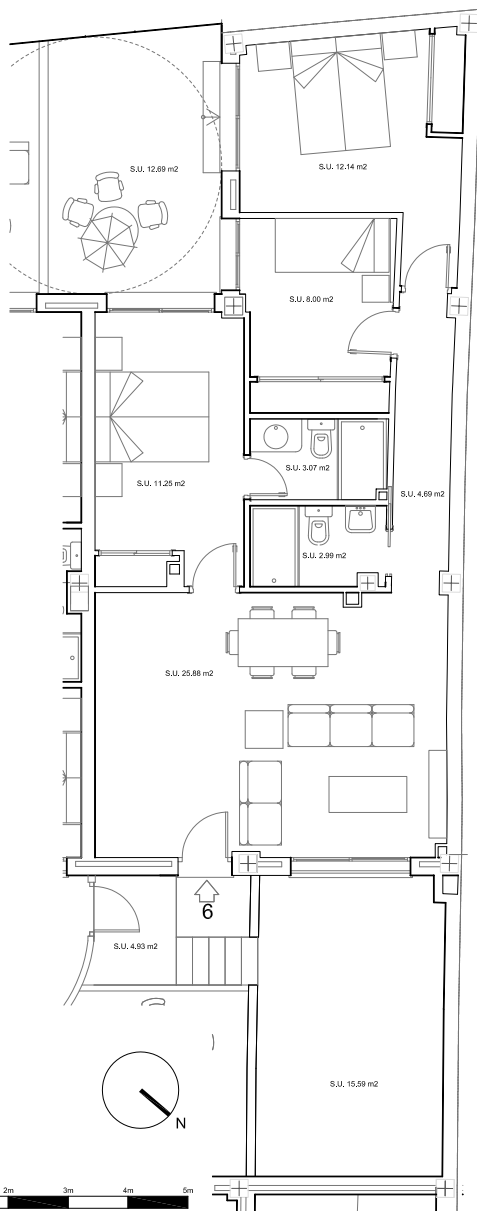 S.U. 12.69 m2
S.U. 12.14 m2
S.U. 8.00 m2
S.U. 3.07 m2
S.U. 11.25 m2
S.U. 4.69 m2
S.U. 2.99 m2
S.U. 25.88 m2
6
S.U. 4.93 m2
S.U. 15.59 m2
N
2m 3m 4m 5m